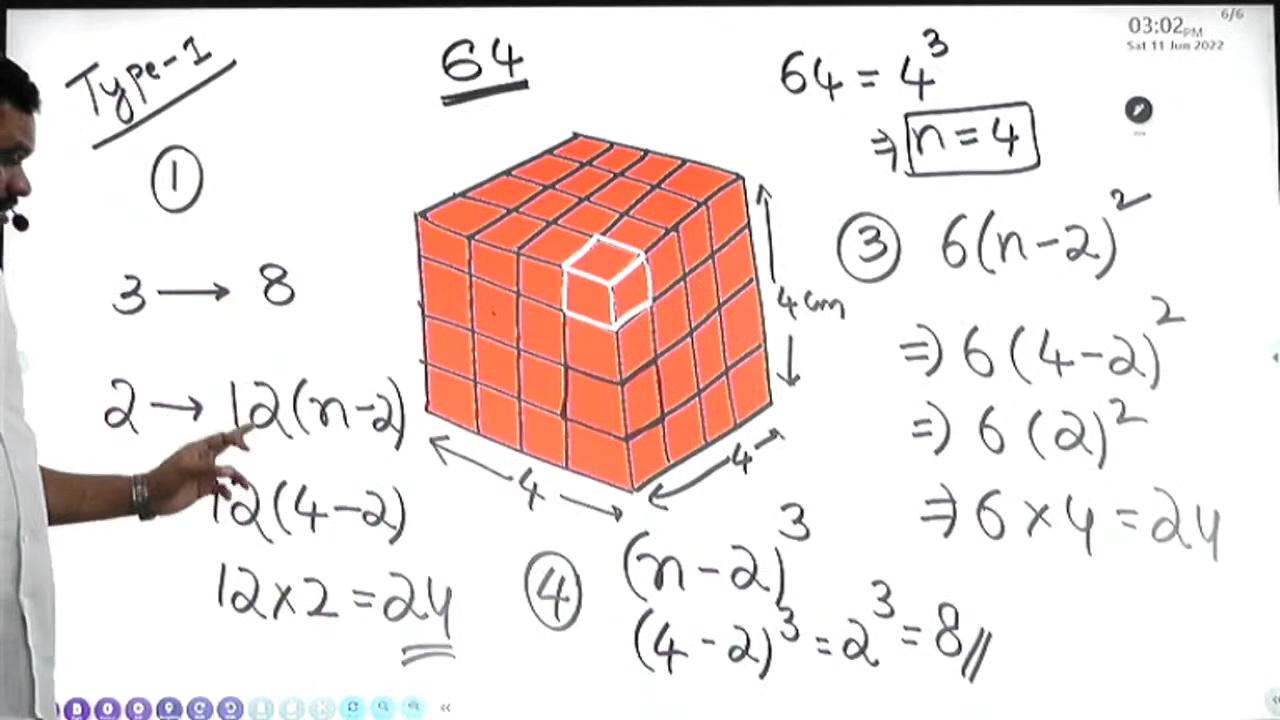 6/6
03:02PM
Sat 11 Jun 2022
Type-1
64
64 = 4³
⇒ n = 4
①
3 → 8
2 → 12(n-2)
12(4-2)
12×2 = 24
4 cm
4
4
③ 6(n-2)²
⇒ 6(4-2)²
⇒ 6(2)²
⇒ 6×4 = 24
④ (n-2)³
(4-2)³ = 2³ = 8//